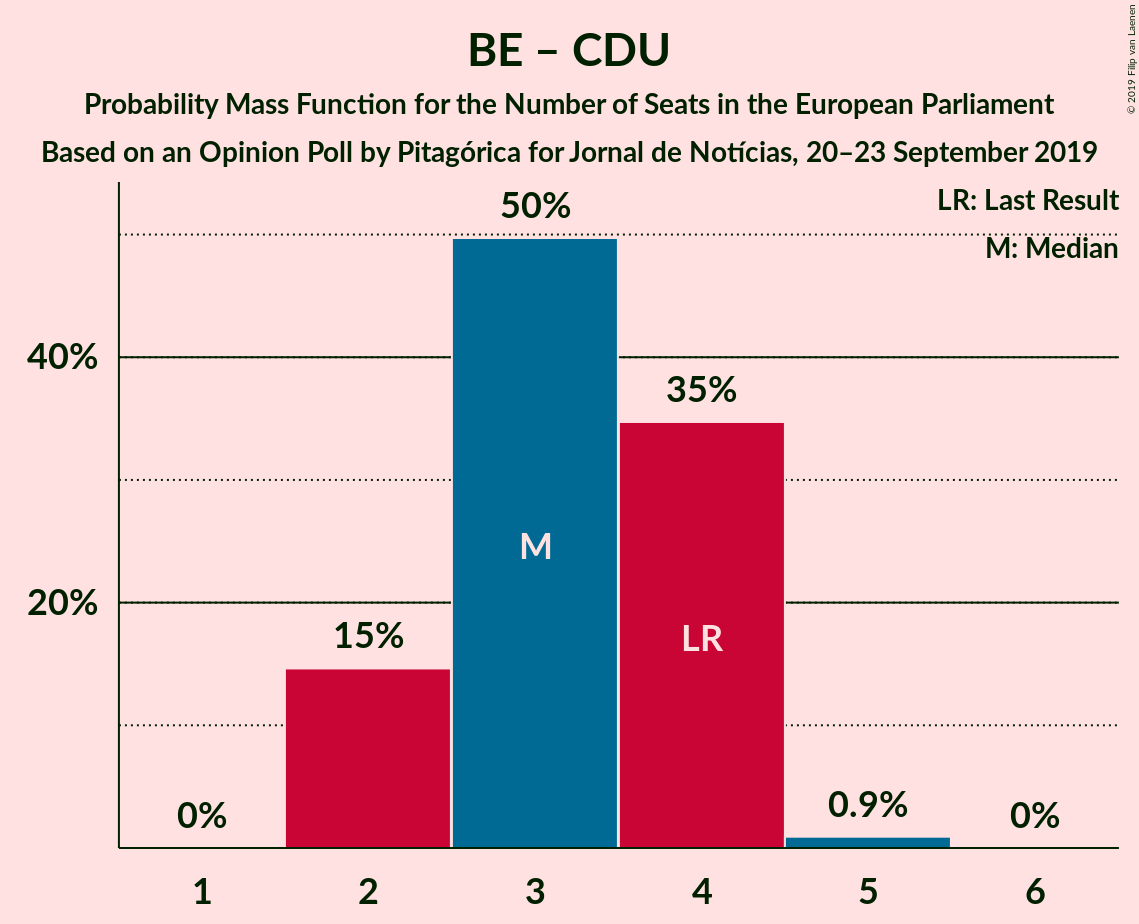 BE – CDU
Probability Mass Function for the Number of Seats in the European Parliament
Based on an Opinion Poll by Pitagórica for Jornal de Notícias, 20–23 September 2019
© 2019 Filip van Laenen
LR: Last Result
M: Median
50%
40%
35%
M
20%
15%
LR
0%
0.9%
0%
1 2 3 4 5 6